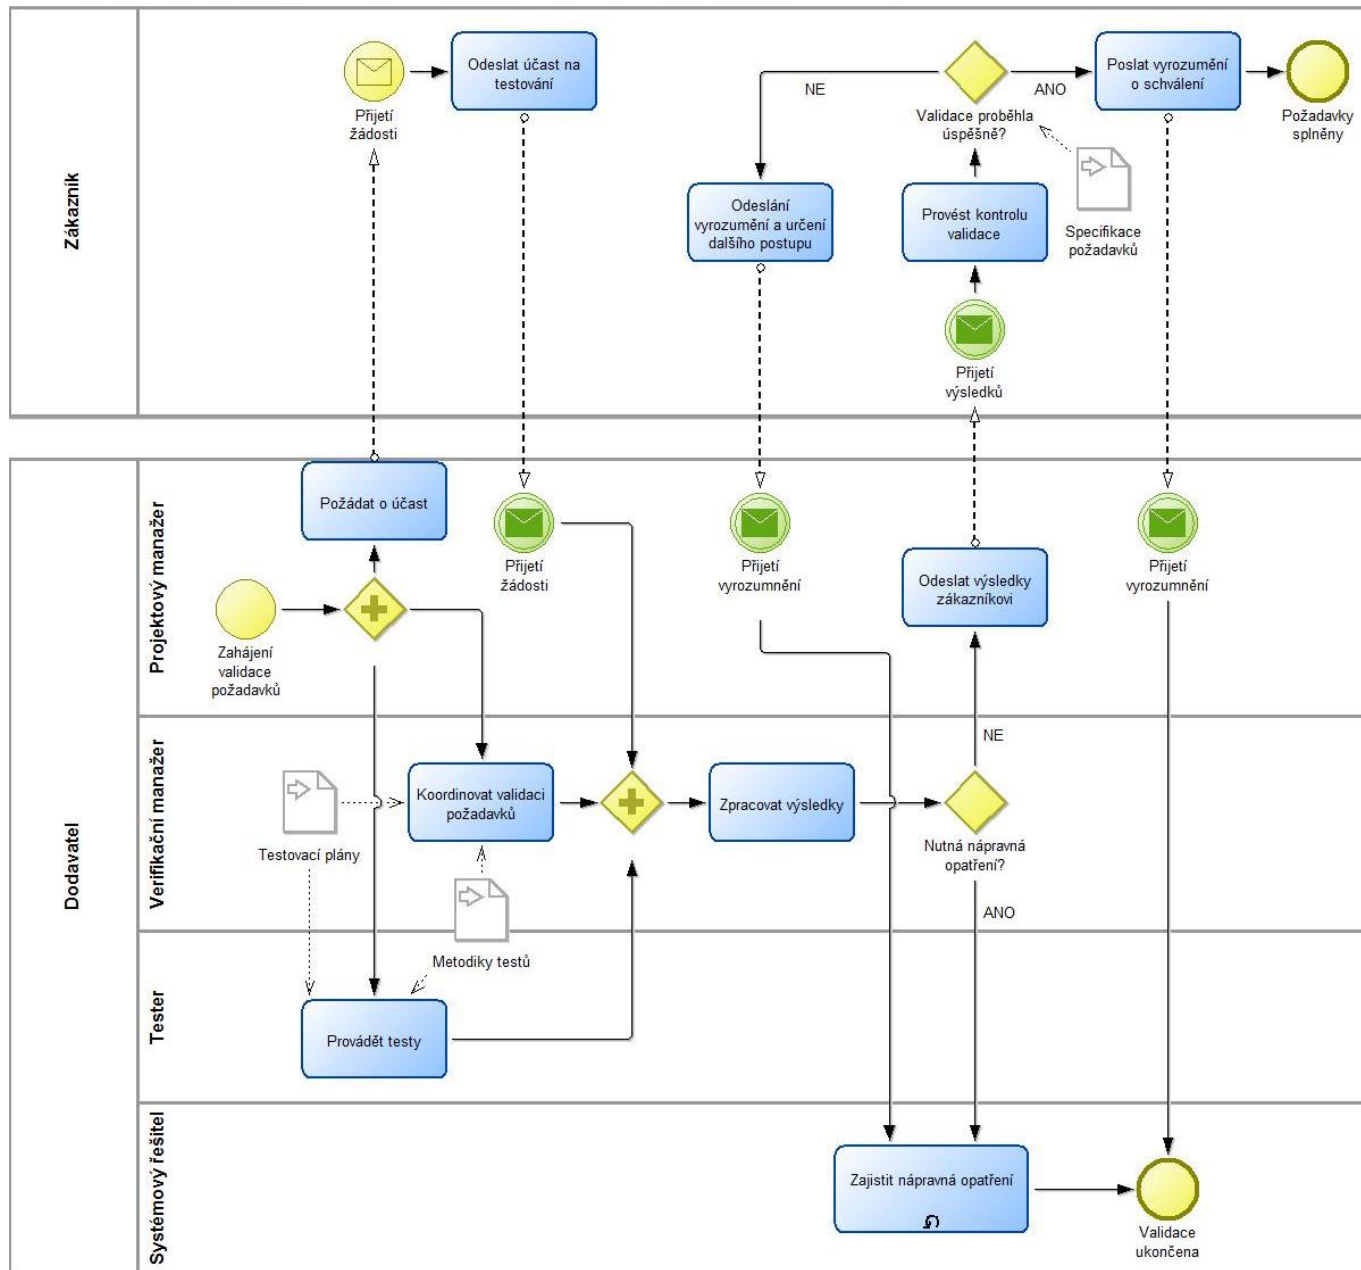 Zákazník
Přijetí
žádosti
Odeslat účast na
testování
NE
Validace proběhla
úspěšně?
ANO
Poslat vyrozumění
o schválení
Požadavky
splněny
Odeslání
vyrozumění a určení
dalšího postupu
Provést kontrolu
validace
Specifikace
požadavků
Přijetí
výsledků
Dodavatel
Projektový manažer
Požádat o účast
Přijetí
žádosti
Přijetí
vyrozumnění
Odeslat výsledky
zákazníkovi
Přijetí
vyrozumnění
Zahájení
validace
požadavků
Verifikační manažer
NE
Koordinovat validaci
požadavků
Zpracovat výsledky
Testovací plány
Nutná nápravná
opatření?
ANO
Metodiky testů
Tester
Provádět testy
Systémový řešitel
Zajistit nápravná opatření
Validace
ukončena